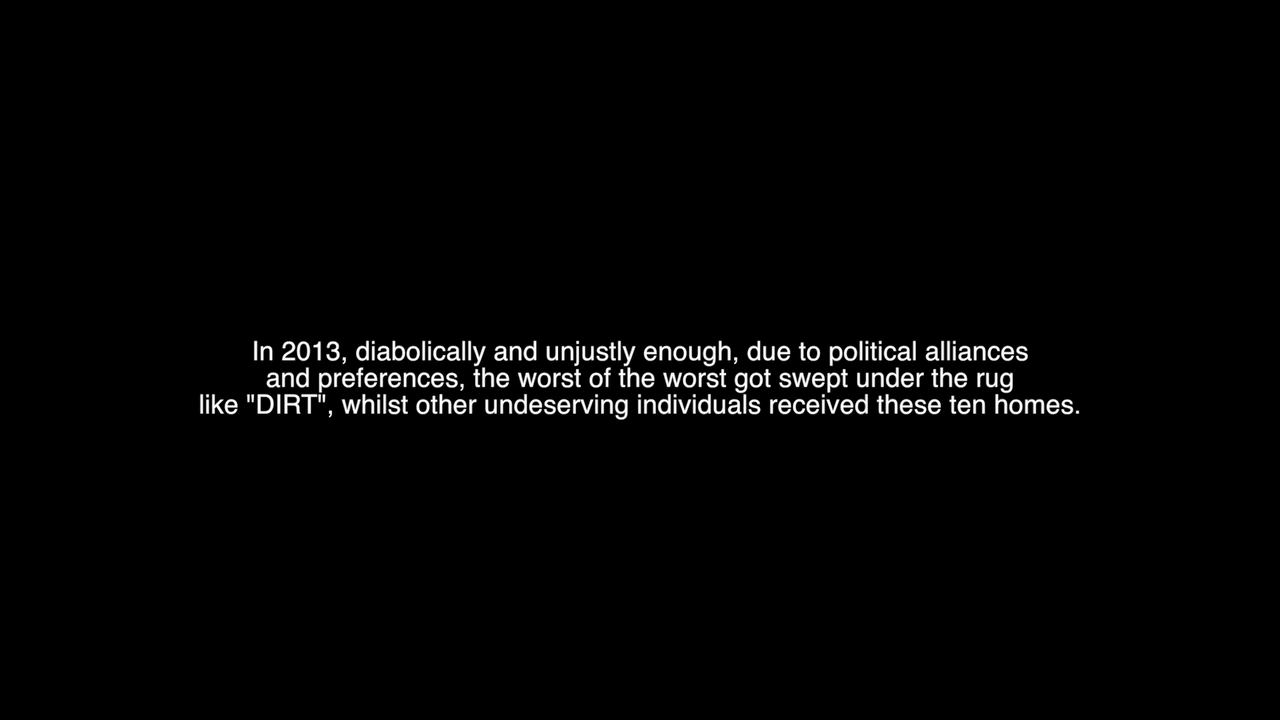 In 2013, diabolically and unjustly enough, due to political alliances
and preferences, the worst of the worst got swept under the rug
like "DIRT", whilst other undeserving individuals received these ten homes.